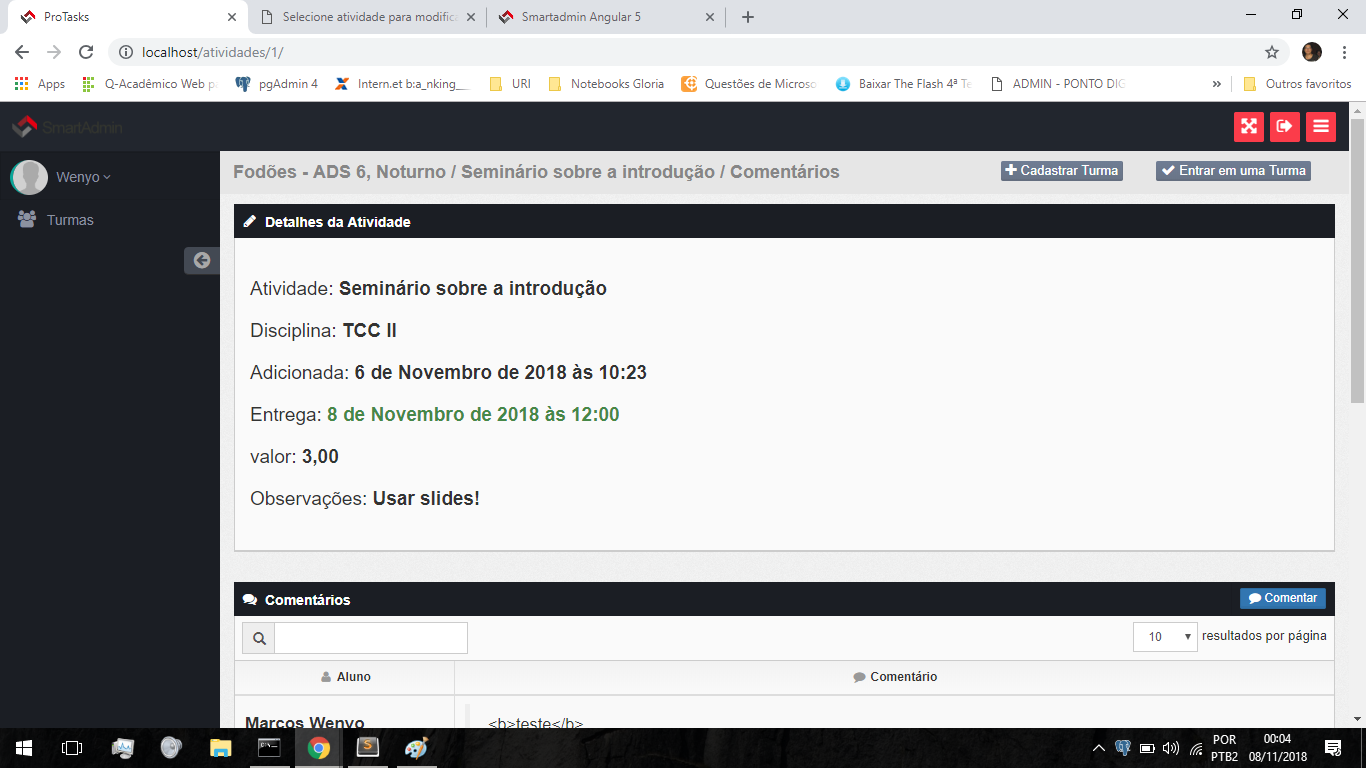 ProTasks
Selecione atividade para modifica
Smartadmin Angular 5
localhost/atividades/1/
Apps
Q-Acadêmico Web p
pgAdmin 4
Intern.et b:a_nking___
URI
Notebooks Gloria
Questões de Microso
Baixar The Flash 4ª Te
ADMIN - PONTO DIG
»
Outros favoritos
SmartAdmin
Wenyo
Turmas
Fodões - ADS 6, Noturno / Seminário sobre a introdução / Comentários
Cadastrar Turma
Entrar em uma Turma
Detalhes da Atividade
Atividade: Seminário sobre a introdução
Disciplina: TCC II
Adicionada: 6 de Novembro de 2018 às 10:23
Entrega: 8 de Novembro de 2018 às 12:00
valor: 3,00
Observações: Usar slides!
Comentários
Comentar
10
resultados por página
Aluno
Comentário
Marcos Wenyo
<b>teste</b>
POR
PTB2
00:04
08/11/2018